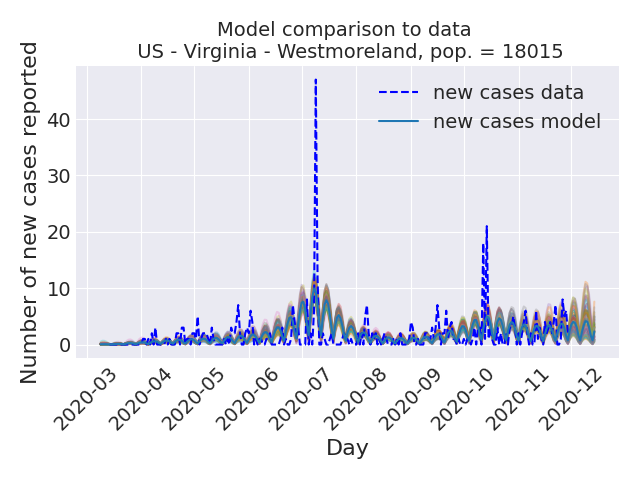 Model comparison to data
US - Virginia - Westmoreland, pop. = 18015
Number of new cases reported
new cases data
new cases model
40
30
20
10
0
2020-03
2020-04
2020-05
2020-06
2020-07
2020-08
2020-09
2020-10
2020-11
2020-12
Day